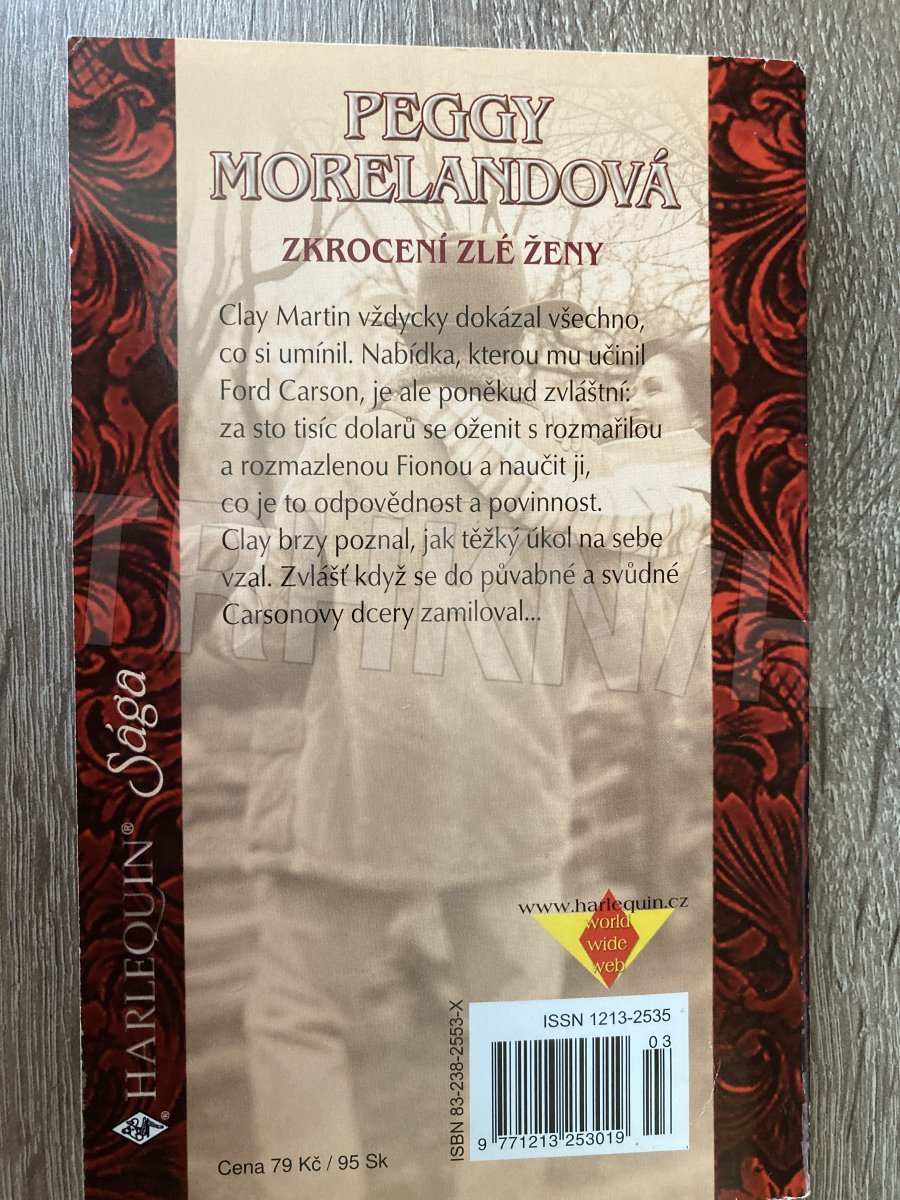 PEGGY
MORELANDOVÁ
ZKROCENÍ ZLÉ ŽENY
Clay Martin vždycky dokázal všechno,
co si umínil. Nabídka, kterou mu učinil
Ford Carson, je ale poněkud zvláštní:
za sto tisíc dolarů se oženit s rozmařilou
a rozmazlenou Fionou a naučit ji,
co je to odpovědnost a povinnost.
Clay brzy poznal, jak těžký úkol na sebe
vzal. Zvlášť když se do půvabné a svůdné
Carsonovy dcery zamiloval...
HARLEQUIN® Sága
www.harlequin.cz
world
wide
web
ISSN 1213-2535
03
ISBN 83-238-2553-X
9 771213 253019
Cena 79 Kč / 95 Sk